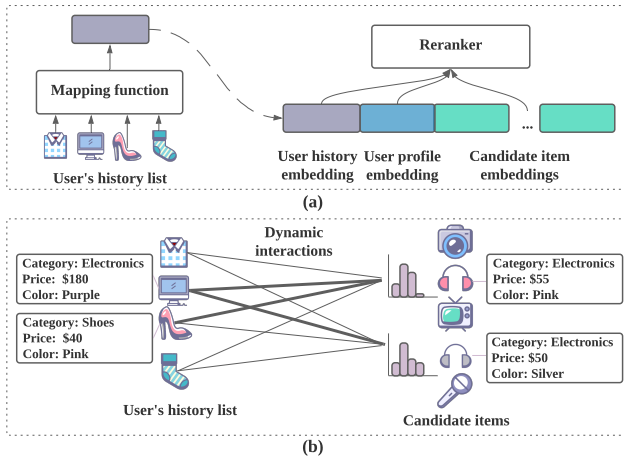 Reranker
Mapping function
User's history list
User history
embedding
User profile
embedding
...
Candidate item
embeddings
(a)
Dynamic
interactions
Category: Electronics
Price:  $180
Color: Purple
Category: Shoes
Price:  $40
Color: Pink
Category: Electronics
Price: $55
Color: Pink
Category: Electronics
Price: $50
Color: Silver
User's history list
Candidate items
(b)